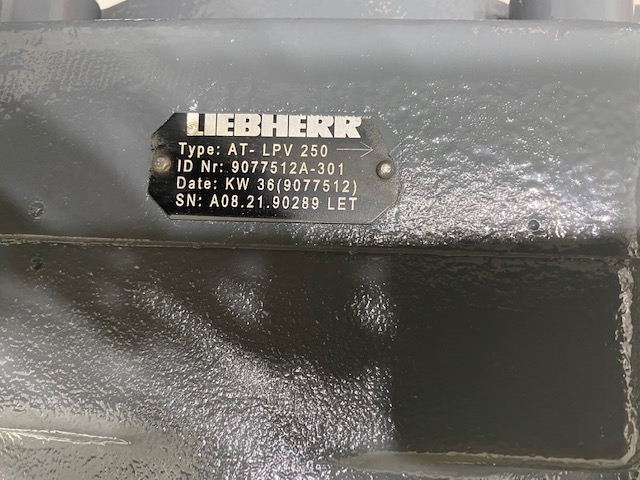 LIEBHERR
Type: AT- LPV 250 →
ID Nr: 9077512A-301
Date: KW 36(9077512)
SN: A08.21.90289 LET